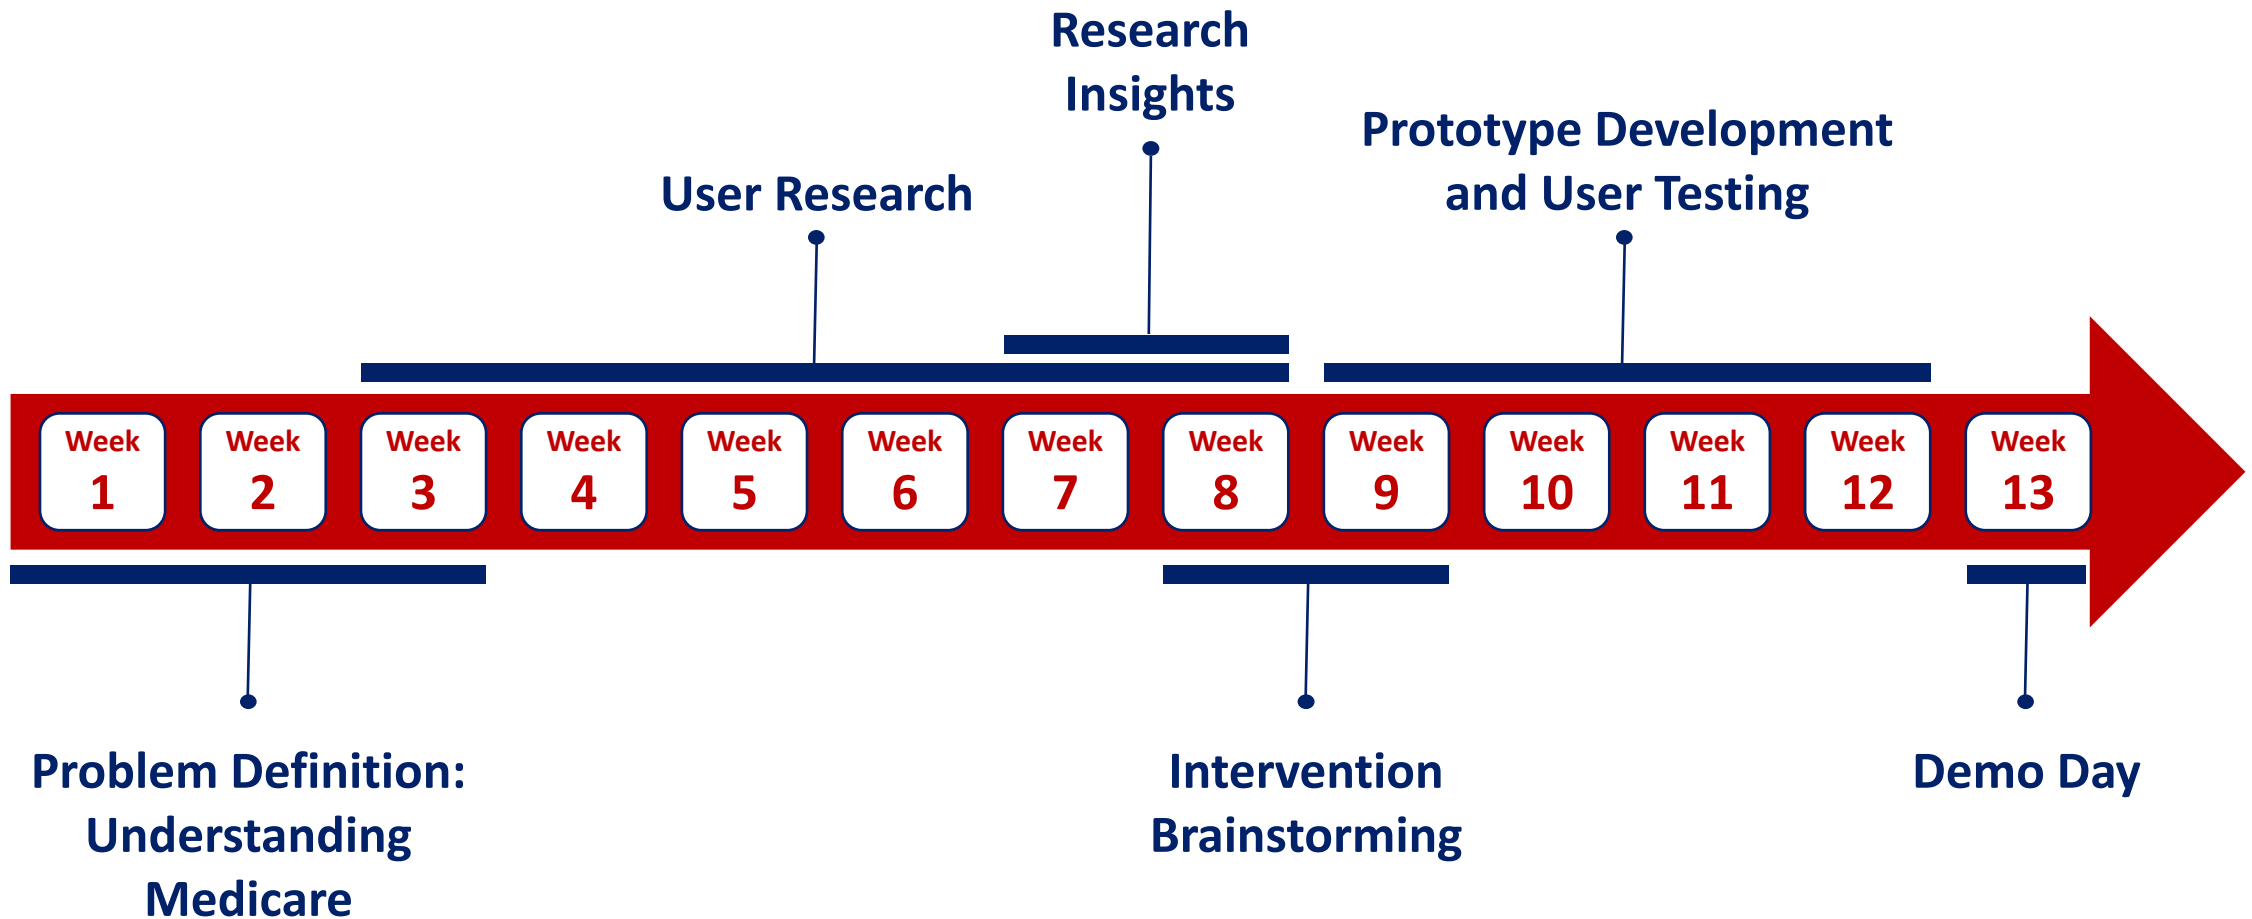 Research
Insights
Prototype Development
and User Testing
User Research
Week
1
Week
2
Week
3
Week
4
Week
5
Week
6
Week
7
Week
8
Week
9
Week
10
Week
11
Week
12
Week
13
Problem Definition:
Understanding
Medicare
Intervention
Brainstorming
Demo Day